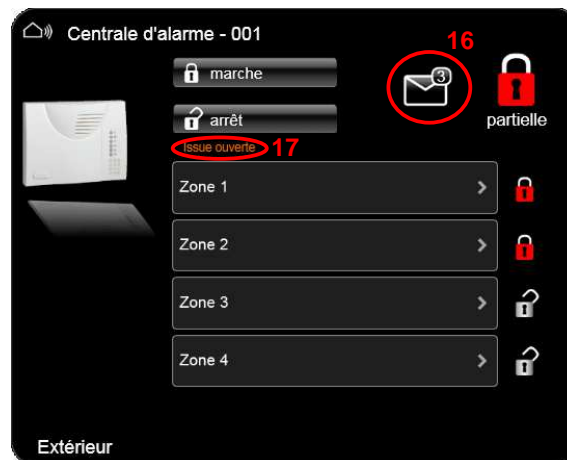 Centrale d'alarme - 001
16
marche
3
arrêt
partielle
Issue ouverte
17
Zone 1
Zone 2
Zone 3
Zone 4
Extérieur